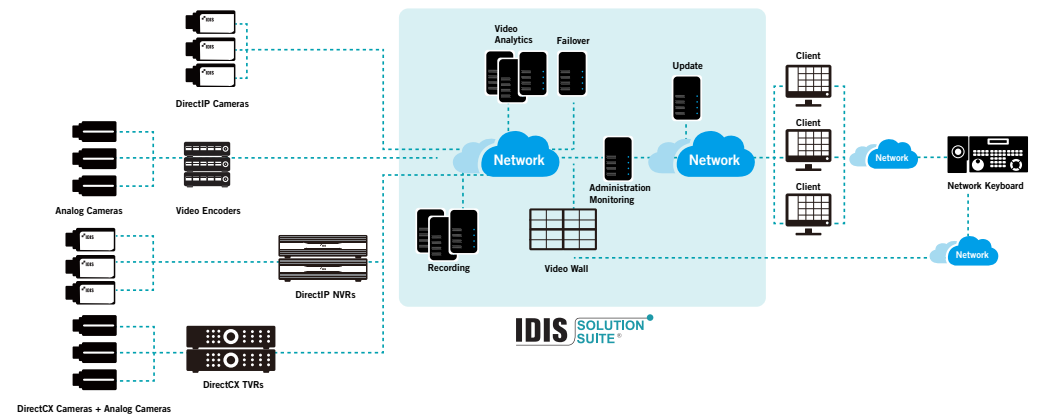 IDIS
IDIS
IDIS
DirectIP Cameras
Analog Cameras
Video Encoders
IDIS
IDIS
IDIS
DirectIP NVRs
DirectCX TVRs
DirectCX Cameras + Analog Cameras
Video
Analytics
Failover
Update
Network
Network
Administration
Monitoring
Recording
Video Wall
Client
Client
Client
Network
Network Keyboard
Network
IDIS SOLUTION
SUITE®